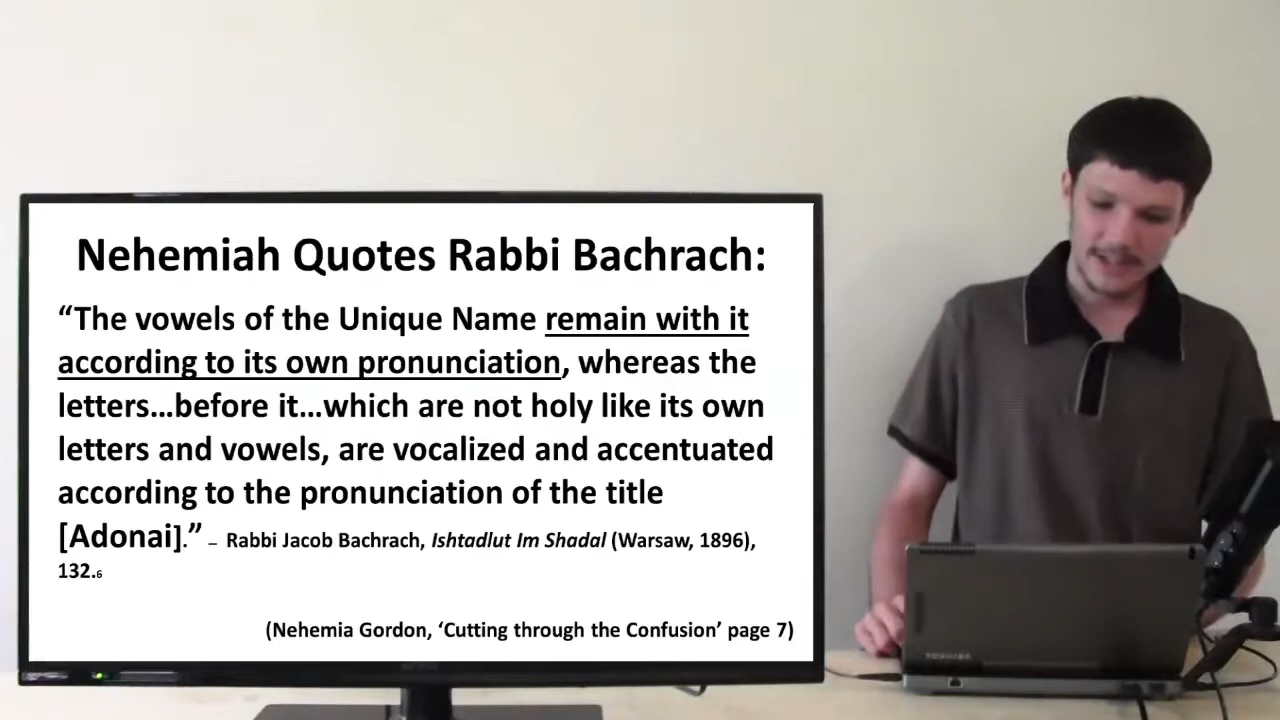 Nehemiah Quotes Rabbi Bachrach:
“The vowels of the Unique Name remain with it
according to its own pronunciation, whereas the
letters...before it...which are not holy like its own
letters and vowels, are vocalized and accentuated
according to the pronunciation of the title
[Adonai].” – Rabbi Jacob Bachrach, Ishtadlut Im Shadal (Warsaw, 1896),
132.6
(Nehemia Gordon, ‘Cutting through the Confusion’ page 7)
TOSHIBA